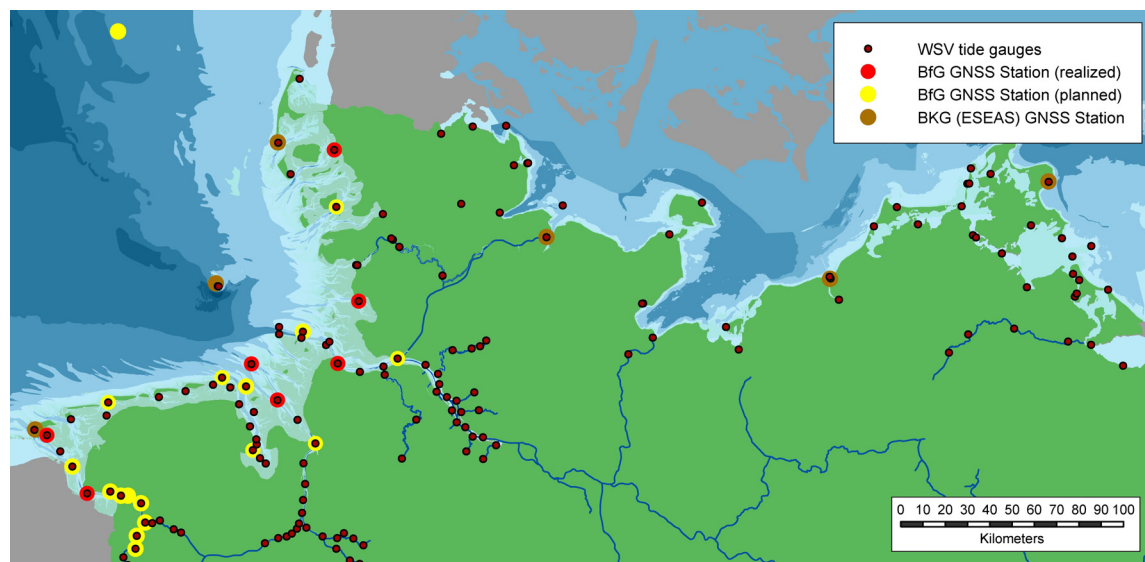 WSV tide gauges
BfG GNSS Station (realized)
BfG GNSS Station (planned)
BKG (ESEAS) GNSS Station
0 10 20 30 40 50 60 70 80 90 100
Kilometers